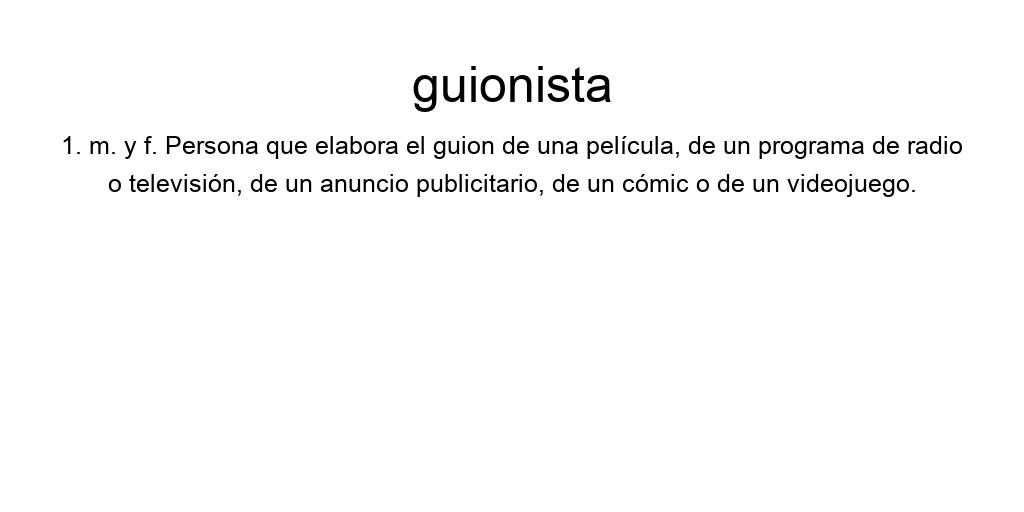 guionista
1. m. y f. Persona que elabora el guion de una película, de un programa de radio
o televisión, de un anuncio publicitario, de un cómic o de un videojuego.